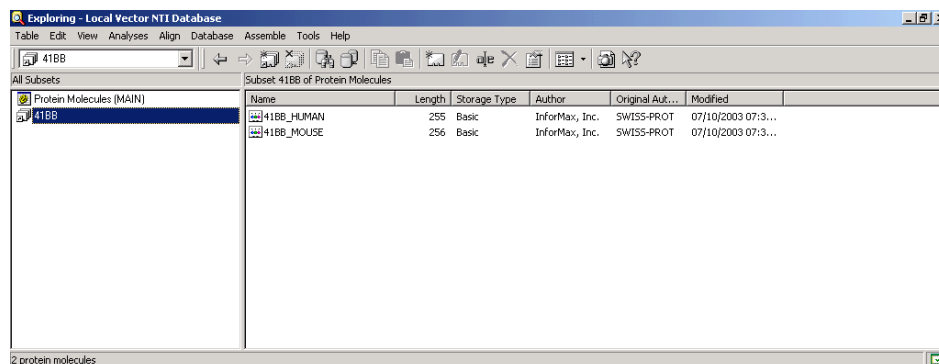 Exploring - Local Vector NTI Database
Table Edit View Analyses Align Database Assemble Tools Help
41BB
All Subsets Subset 41BB of Protein Molecules
Protein Molecules (MAIN) Name Length Storage Type Author Original Aut... Modified
41BB 41BB_HUMAN 255 Basic InforMax, Inc. SWISS-PROT 07/10/2003 07:3...
41BB_MOUSE 256 Basic InforMax, Inc. SWISS-PROT 07/10/2003 07:3...
2 protein molecules